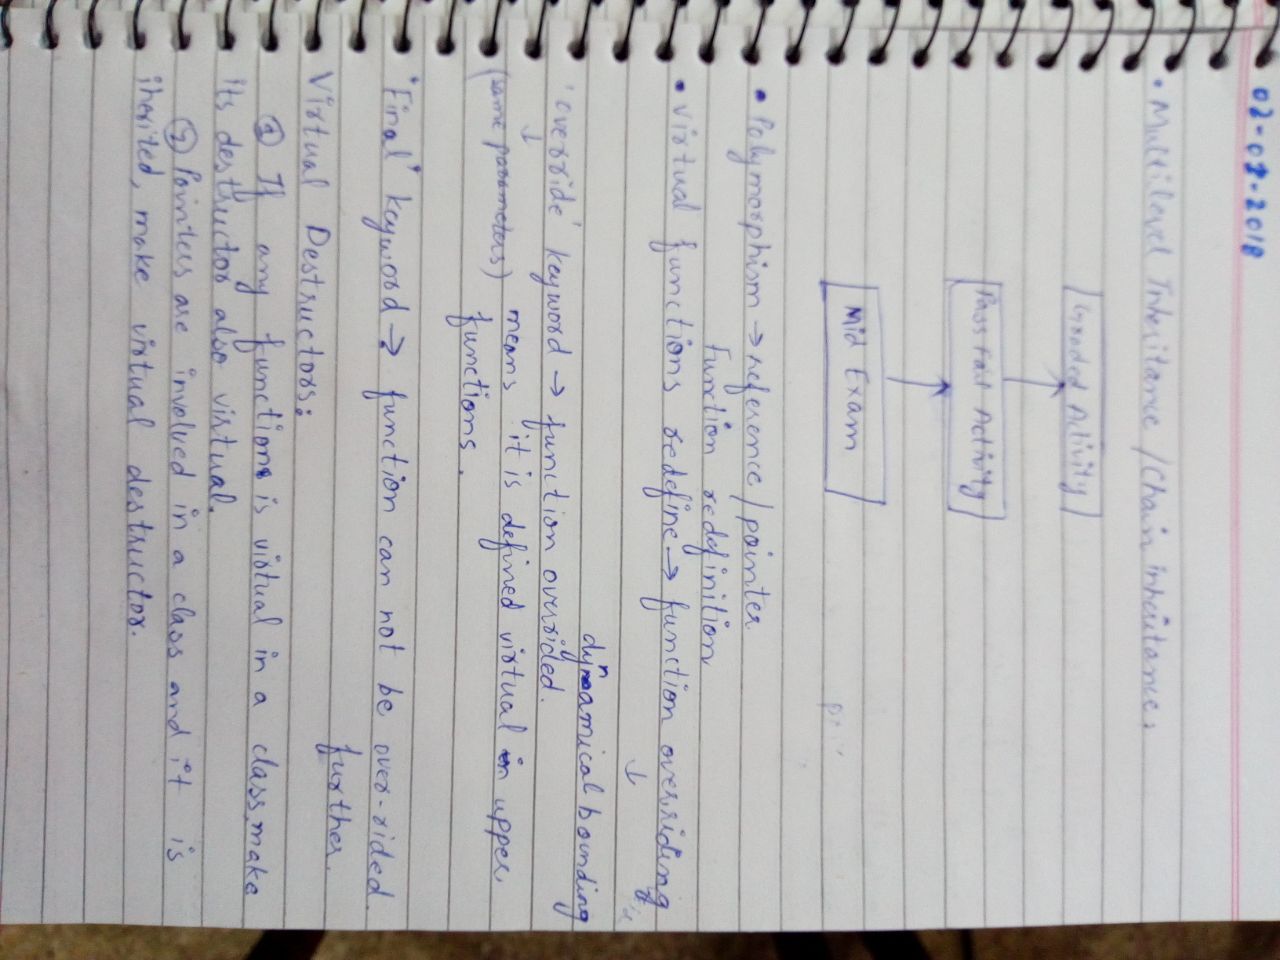 02-02-2018
• Multilevel Inheritance / Chain inheritance,
Graded Activity
Pass Fail Activity
Mid Exam
• Polymorphism → reference / pointer.
Function redefinition
• Virtual functions redefine → function overriding
↓
dynamical bounding
'override' keyword → function overrided.
↓
(same parameters) means it is defined virtual in upper
functions.
"Final" keyword → function can not be over-rided
further.
Virtual Destructors:
① If any function is virtual in a class, make
its destructor also virtual.
② Pointers are involved in a class and it is
iherited, make virtual destructor.